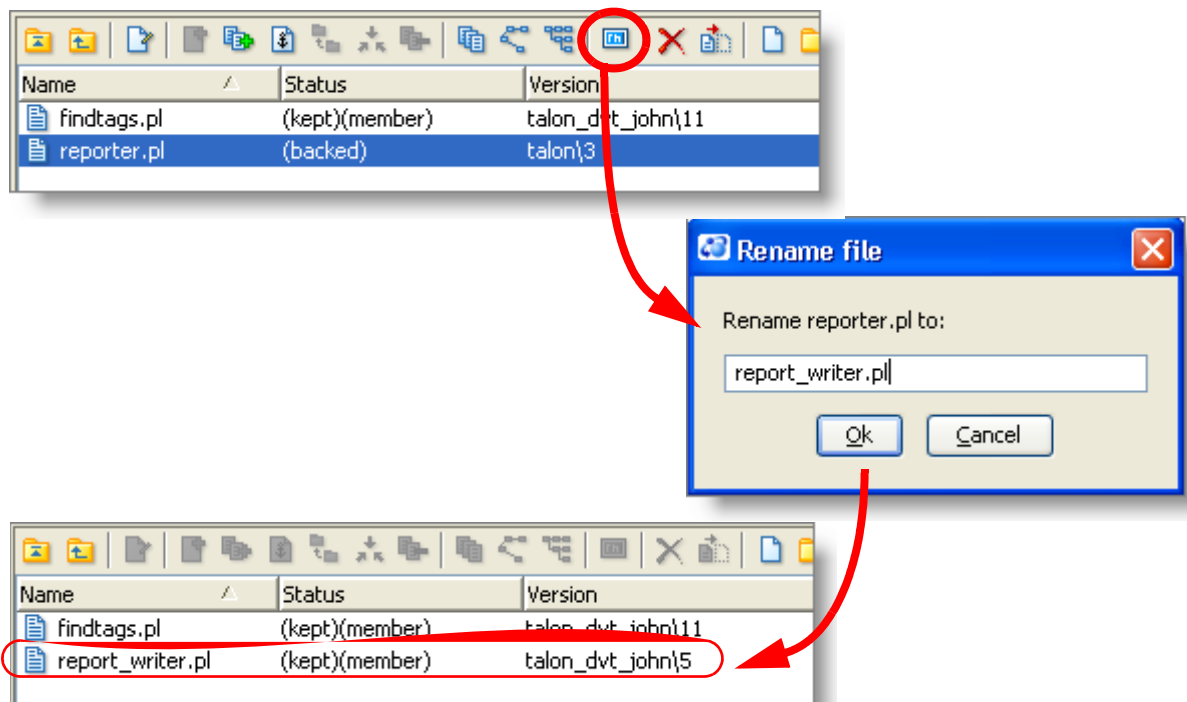 Name Status Version
findtags.pl (kept)(member) talon_dvt_john\11
reporter.pl (backed) talon\3
Rename file
Rename reporter.pl to:
report_writer.pl
Ok Cancel
Name Status Version
findtags.pl (kept)(member) talon_dvt_john\11
report_writer.pl (kept)(member) talon_dvt_john\5